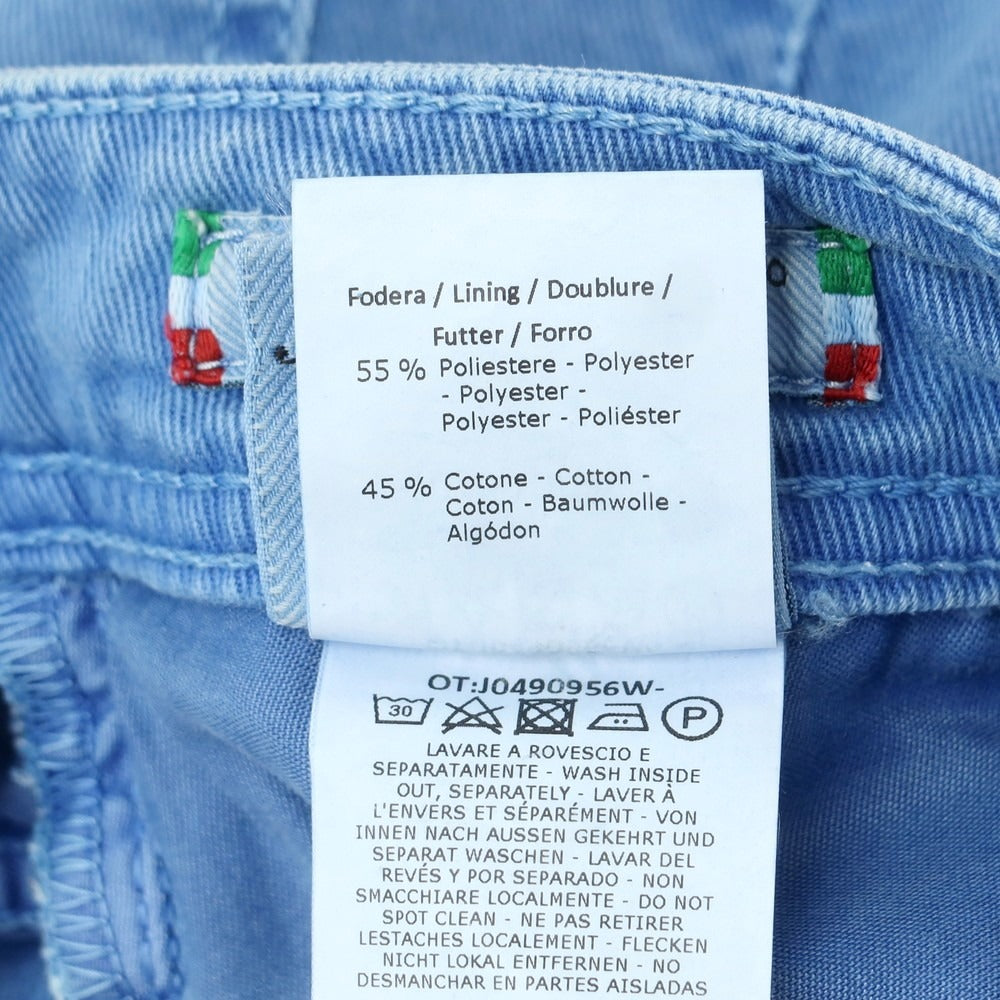 Fodera / Lining / Doublure /
Futter / Forro
55 % Poliestere - Polyester
- Polyester -
Polyester - Poliéster
45 % Cotone - Cotton -
Coton - Baumwolle -
Algódon
OT:J0490956W-
30
P
LAVARE A ROVESCIO E
SEPARATAMENTE - WASH INSIDE
OUT, SEPARATELY - LAVER À
L'ENVERS ET SÉPARÉMENT - VON
INNEN NACH AUSSEN GEKEHRT UND
SEPARAT WASCHEN - LAVAR DEL
REVÉS Y POR SEPARADO - NON
SMACCHIARE LOCALMENTE - DO NOT
SPOT CLEAN - NE PAS RETIRER
LESTACHES LOCALEMENT - FLECKEN
NICHT LOKAL ENTFERNEN - NO
DESMANCHAR EN PARTES AISLADAS